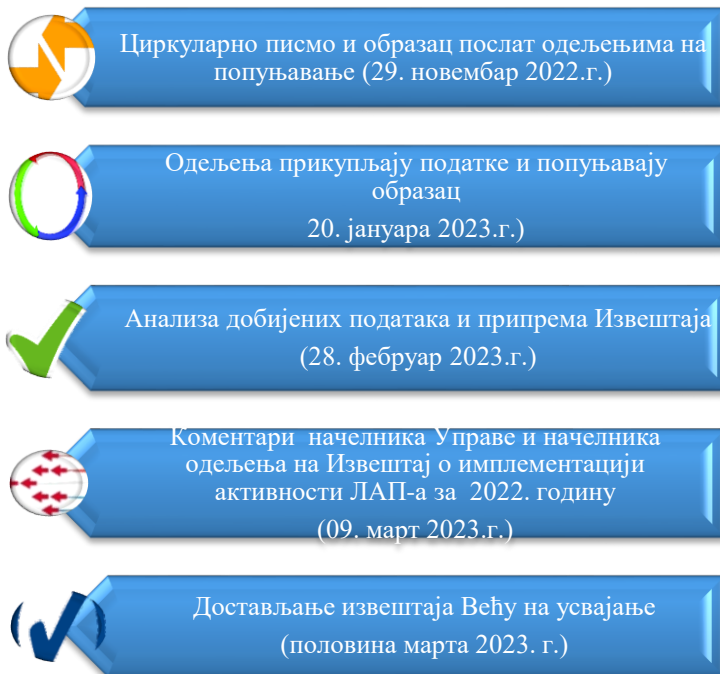 Циркуларно писмо и образац послат одељењима на
попуњавање (29. новембар 2022.г.)
Одељења прикупљају податке и попуњавају
образац
20. јануара 2023.г.)
Анализа добијених података и припрема Извештаја
(28. фебруар 2023.г.)
Коментари начелника Управе и начелника
одељења на Извештај о имплементацији
активности ЛАП-а за 2022. годину
(09. март 2023.г.)
Достављање извештаја Већу на усвајање
(половина марта 2023. г.)